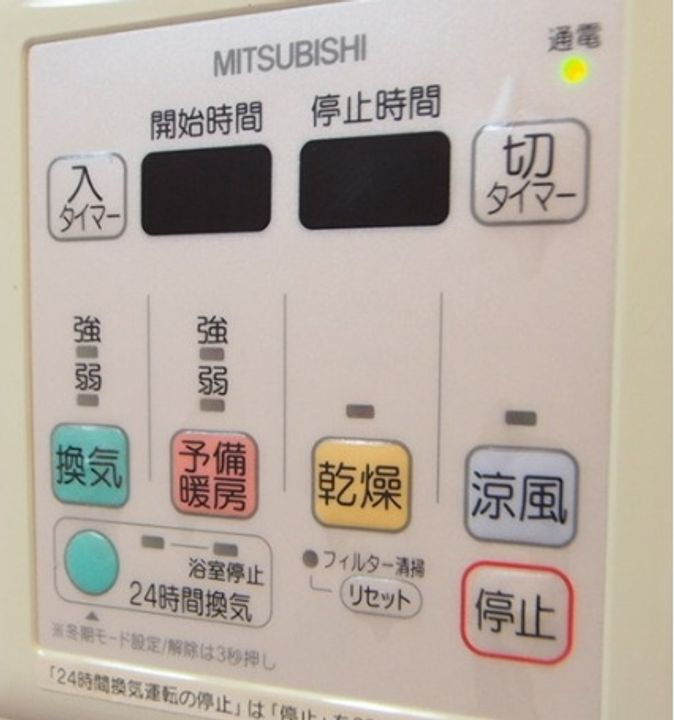 MITSUBISHI
通電
開始時間
停止時間
入
タイマー
切
タイマー
強
弱
強
弱
換気
予備
暖房
乾燥
涼風
浴室停止
24時間換気
フィルター清掃
リセット
停止
※冬期モード設定/解除は3秒押し
「24時間換気運転の停止」は「停止」を